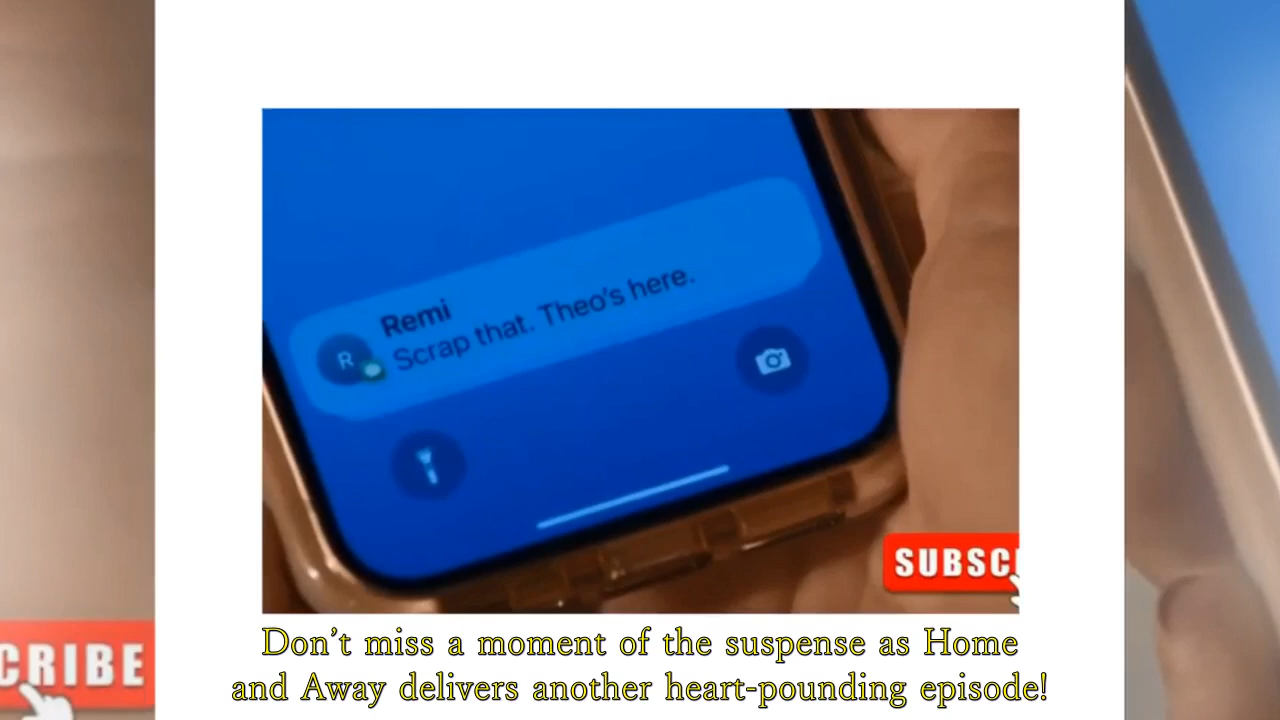 Remi
R
Scrap that. Theo's here.
SUBSCR
CRIBE
Don't miss a moment of the suspense as Home
and Away delivers another heart-pounding episode!